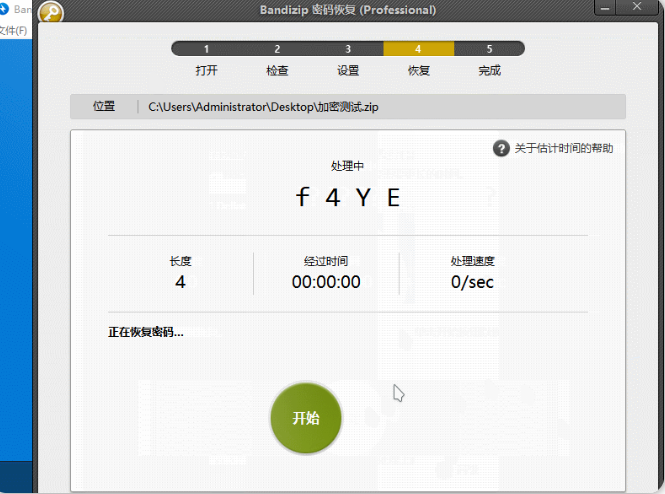 Bandi
Bandizip 密码恢复 (Professional)
文件(F)
1 2 3 4 5
打开 检查 设置 恢复 完成
位置 C:\Users\Administrator\Desktop\加密测试.zip
? 关于估计时间的帮助
处理中
f 4 Y E
长度 经过时间 处理速度
4 00:00:00 0/sec
正在恢复密码...
开始